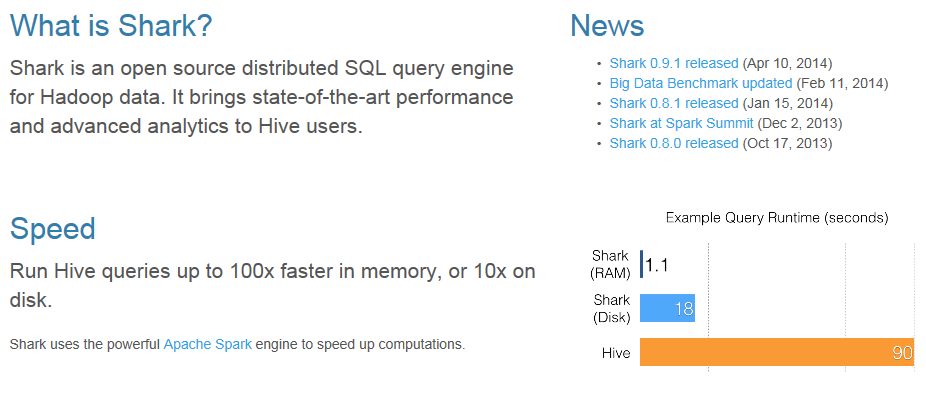 What is Shark?
Shark is an open source distributed SQL query engine
for Hadoop data. It brings state-of-the-art performance
and advanced analytics to Hive users.
News
Shark 0.9.1 released (Apr 10, 2014)
Big Data Benchmark updated (Feb 11, 2014)
Shark 0.8.1 released (Jan 15, 2014)
Shark at Spark Summit (Dec 2, 2013)
Shark 0.8.0 released (Oct 17, 2013)
Speed
Run Hive queries up to 100x faster in memory, or 10x on
disk.
Shark uses the powerful Apache Spark engine to speed up computations.
Example Query Runtime (seconds)
Shark
(RAM)
1.1
Shark
(Disk)
18
Hive
90